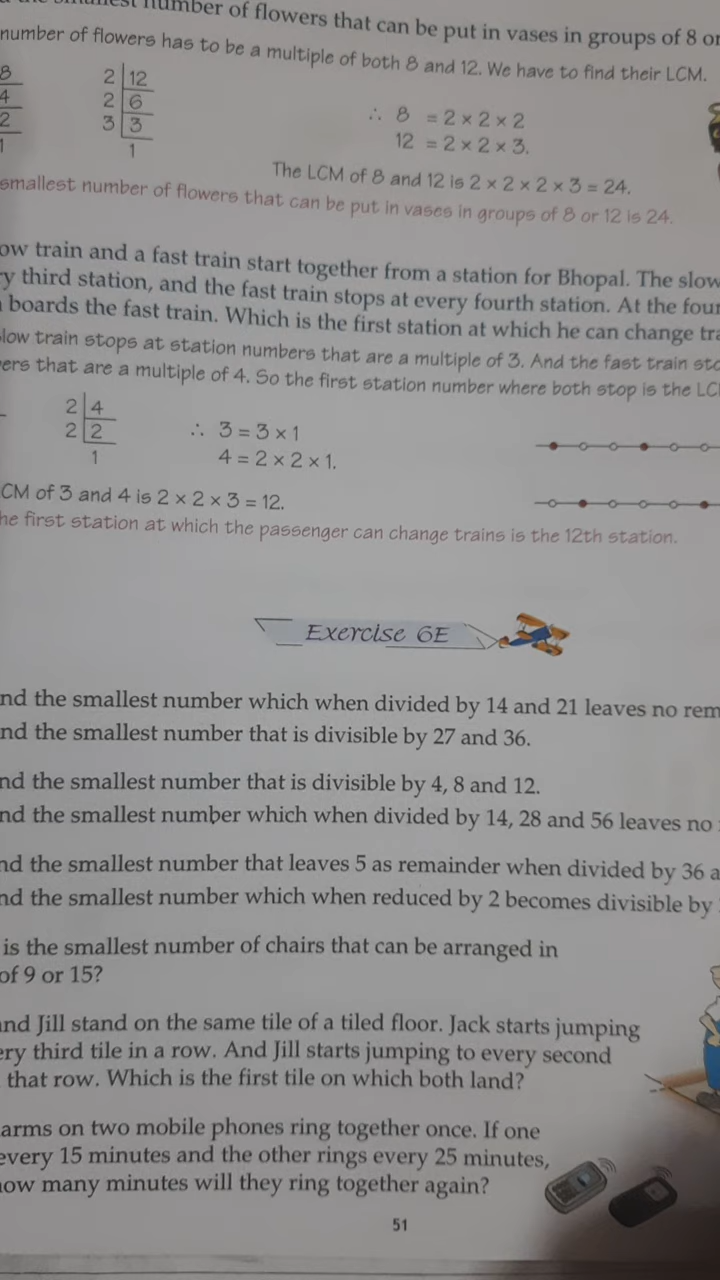 number of flowers that can be put in vases in groups of 8 or
number of flowers has to be a multiple of both 8 and 12. We have to find their LCM.
8
4
2
1
2 12
2 6
3 3
1
∴ 8 = 2 × 2 × 2
12 = 2 × 2 × 3.
The LCM of 8 and 12 is 2 × 2 × 2 × 3 = 24.
smallest number of flowers that can be put in vases in groups of 8 or 12 is 24.
train and a fast train start together from a station for Bhopal. The slow
third station, and the fast train stops at every fourth station. At the
boards the fast train. Which is the first station at which he can change
train stops at station numbers that are a multiple of 3. And the fast train
that are a multiple of 4. So the first station number where both stop is the
2 4
2 2
1
∴ 3 = 3 × 1
4 = 2 × 2 × 1.
CM of 3 and 4 is 2 × 2 × 3 = 12.
he first station at which the passenger can change trains is the 12th station.
Exercise 6E
nd the smallest number which when divided by 14 and 21 leaves no rem
nd the smallest number that is divisible by 27 and 36.
nd the smallest number that is divisible by 4, 8 and 12.
nd the smallest number which when divided by 14, 28 and 56 leaves no
nd the smallest number that leaves 5 as remainder when divided by 36 a
nd the smallest number which when reduced by 2 becomes divisible by
is the smallest number of chairs that can be arranged in
of 9 or 15?
and Jill stand on the same tile of a tiled floor. Jack starts jumping
ery third tile in a row. And Jill starts jumping to every second
that row. Which is the first tile on which both land?
arms on two mobile phones ring together once. If one
every 15 minutes and the other rings every 25 minutes,
how many minutes will they ring together again?
51